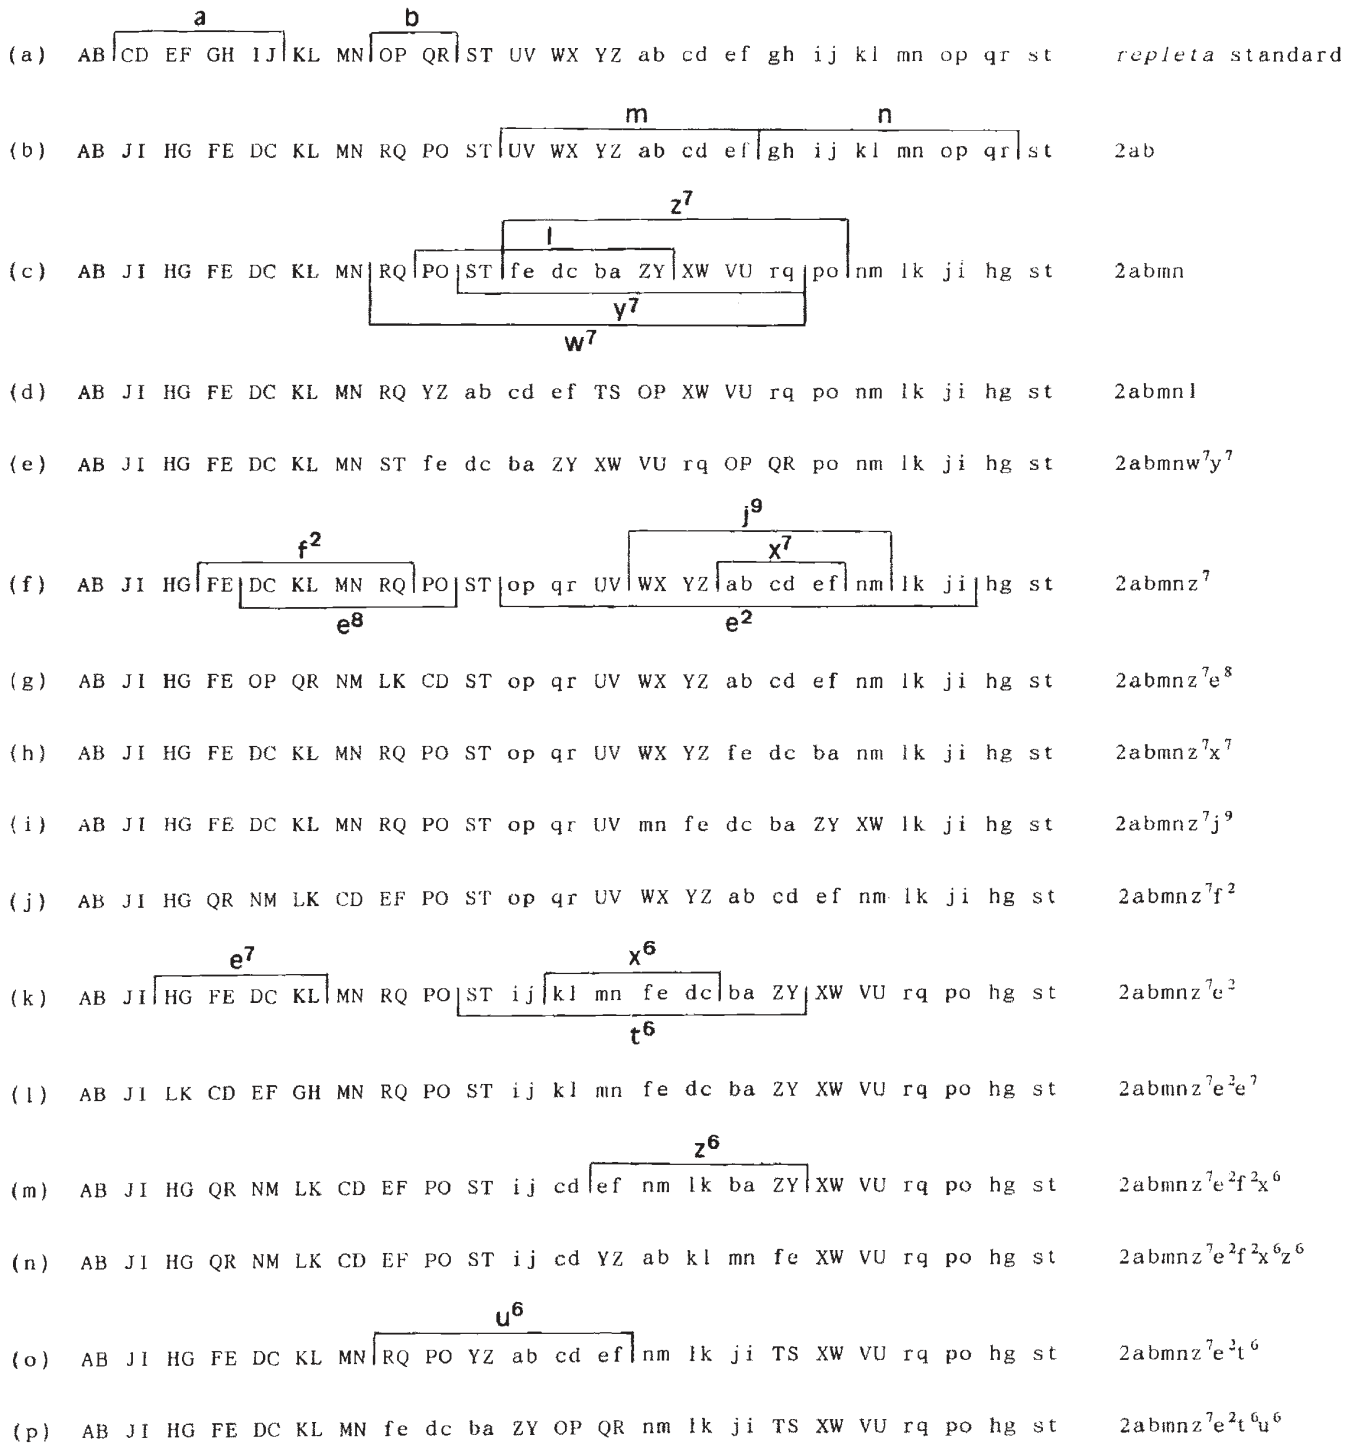 a b
(a) AB CD EF GH IJ KL MN OP QR ST UV WX YZ ab cd ef gh ij kl mn op qr st repleta standard
m n
(b) AB JI HG FE DC KL MN RQ PO ST UV WX YZ ab cd ef gh ij kl mn op qr st 2ab
z⁷
l
(c) AB JI HG FE DC KL MN RQ PO ST fe dc ba ZY XW VU rq po nm lk ji hg st 2abmn
y⁷
w⁷
(d) AB JI HG FE DC KL MN RQ YZ ab cd ef TS OP XW VU rq po nm lk ji hg st 2abmnl
(e) AB JI HG FE DC KL MN ST fe dc ba ZY XW VU rq OP QR po nm lk ji hg st 2abmnw⁷y⁷
j⁹
f² x⁷
(f) AB JI HG FE DC KL MN RQ PO ST op qr UV WX YZ ab cd ef nm lk ji hg st 2abmnz⁷
e⁸ e²
(g) AB JI HG FE OP QR NM LK CD ST op qr UV WX YZ ab cd ef nm lk ji hg st 2abmnz⁷e⁸
(h) AB JI HG FE DC KL MN RQ PO ST op qr UV WX YZ fe dc ba nm lk ji hg st 2abmnz⁷x⁷
(i) AB JI HG FE DC KL MN RQ PO ST op qr UV mn fe dc ba ZY XW lk ji hg st 2abmnz⁷j⁹
(j) AB JI HG QR NM LK CD EF PO ST op qr UV WX YZ ab cd ef nm lk ji hg st 2abmnz⁷f²
e⁷ x⁶
(k) AB JI HG FE DC KL MN RQ PO ST ij kl mn fe dc ba ZY XW VU rq po hg st 2abmnz⁷e²
t⁶
(l) AB JI LK CD EF GH MN RQ PO ST ij kl mn fe dc ba ZY XW VU rq po hg st 2abmnz⁷e²e⁷
z⁶
(m) AB JI HG QR NM LK CD EF PO ST ij cd ef nm lk ba ZY XW VU rq po hg st 2abmnz⁷e²f²x⁶
(n) AB JI HG QR NM LK CD EF PO ST ij cd YZ ab kl mn fe XW VU rq po hg st 2abmnz⁷e²f²x⁶z⁶
u⁶
(o) AB JI HG FE DC KL MN RQ PO YZ ab cd ef nm lk ji TS XW VU rq po hg st 2abmnz⁷e²t⁶
(p) AB JI HG FE DC KL MN fe dc ba ZY OP QR nm lk ji TS XW VU rq po hg st 2abmnz⁷e²t⁶u⁶